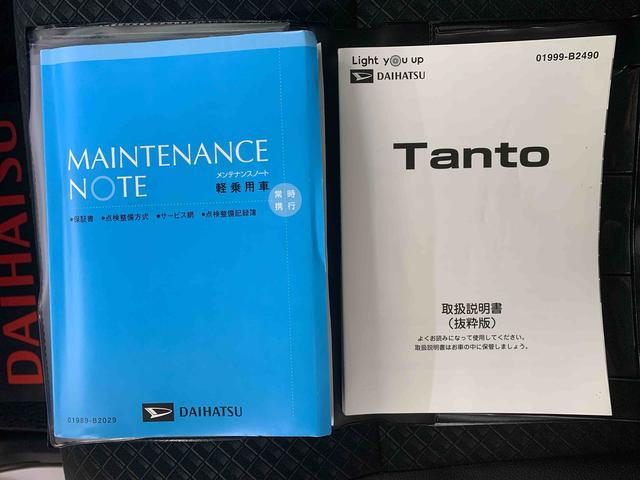 DAIHATSU
MAINTENANCE
NOTE
メンテナンスノート
軽乗用車
常時
携行
●保証書 ●点検整備方式 ●サービス網 ●点検整備記録簿
01989-B2029
DAIHATSU
Light you up
01999-B2490
DAIHATSU
Tanto
取扱説明書
(抜粋版)
よくお読みになって使用してください。
取扱説明書はお車の中に保管しましょう。